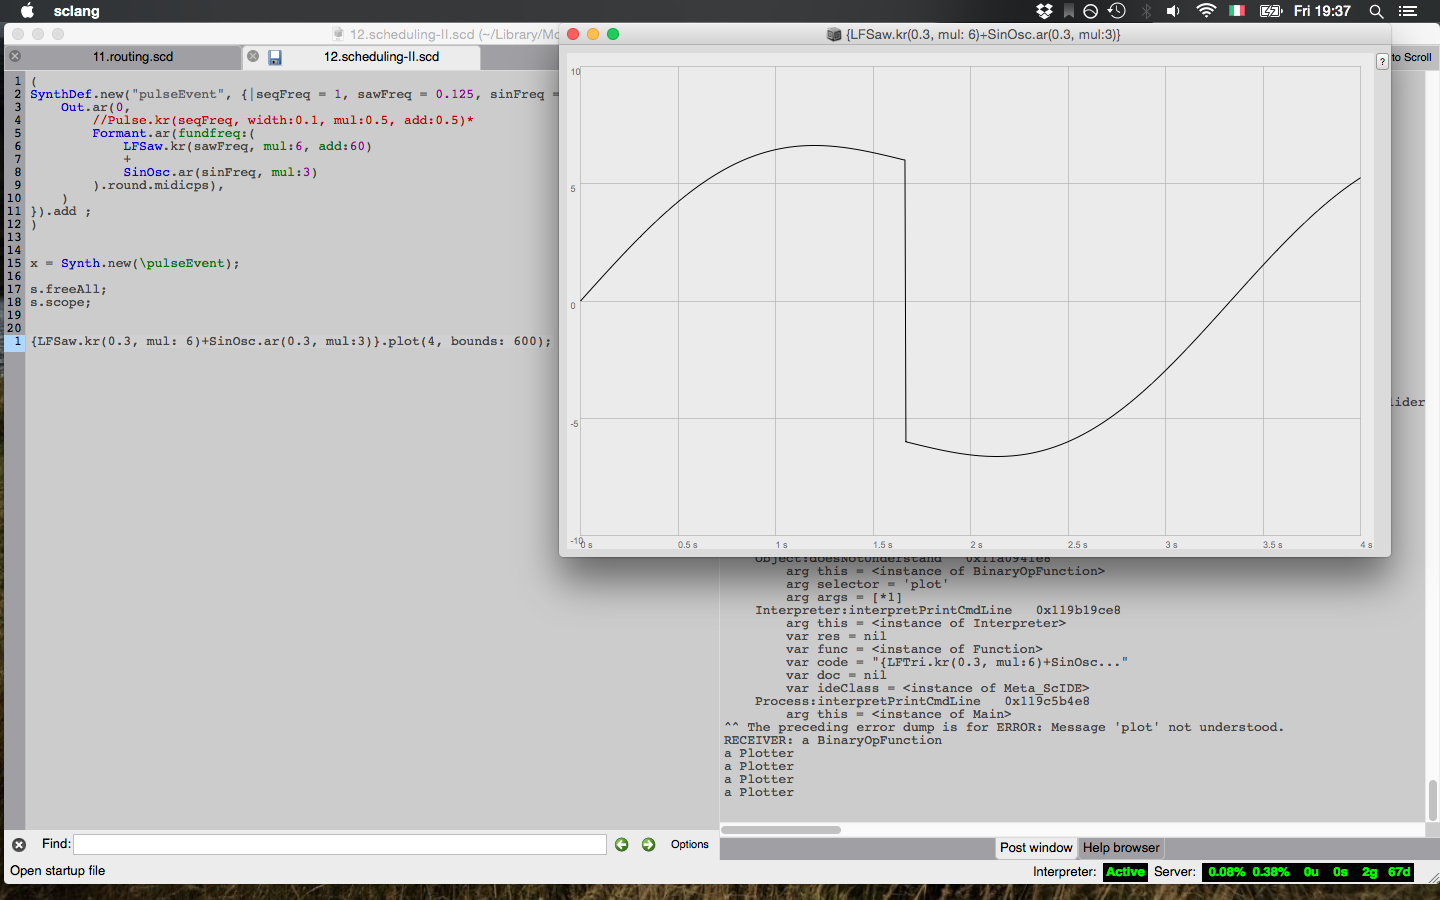 sclang
Fri 19:37
12.scheduling-II.scd (~/Library/Mo
{LFSaw.kr(0.3, mul: 6)+SinOsc.ar(0.3, mul:3)}
11.routing.scd
12.scheduling-II.scd
?
to Scroll
1 (
2 SynthDef.new("pulseEvent", {|seqFreq = 1, sawFreq = 0.125, sinFreq =
3 Out.ar(0,
4 //Pulse.kr(seqFreq, width:0.1, mul:0.5, add:0.5)*
5 Formant.ar(fundfreq:(
6 LFSaw.kr(sawFreq, mul:6, add:60)
7 +
8 SinOsc.ar(sinFreq, mul:3)
9 ).round.midicps),
10 )
11 }).add ;
12 )
13
14
15 x = Synth.new(\pulseEvent);
16
17 s.freeAll;
18 s.scope;
19
20
1 {LFSaw.kr(0.3, mul: 6)+SinOsc.ar(0.3, mul:3)}.plot(4, bounds: 600);
10
5
0
-5
-10
0 s 0.5 s 1 s 1.5 s 2 s 2.5 s 3 s 3.5 s 4 s
lider
Object:doesNotUnderstand 0x11a0941e8
arg this = <instance of BinaryOpFunction>
arg selector = 'plot'
arg args = [*1]
Interpreter:interpretPrintCmdLine 0x119b19ce8
arg this = <instance of Interpreter>
var res = nil
var func = <instance of Function>
var code = "{LFTri.kr(0.3, mul:6)+SinOsc..."
var doc = nil
var ideClass = <instance of Meta_ScIDE>
Process:interpretPrintCmdLine 0x119c5b4e8
arg this = <instance of Main>
^^ The preceding error dump is for ERROR: Message 'plot' not understood.
RECEIVER: a BinaryOpFunction
a Plotter
a Plotter
a Plotter
a Plotter
Find:
Options
Post window
Help browser
Open startup file
Interpreter: Active Server: 0.08% 0.38% 0u 0s 2g 67d